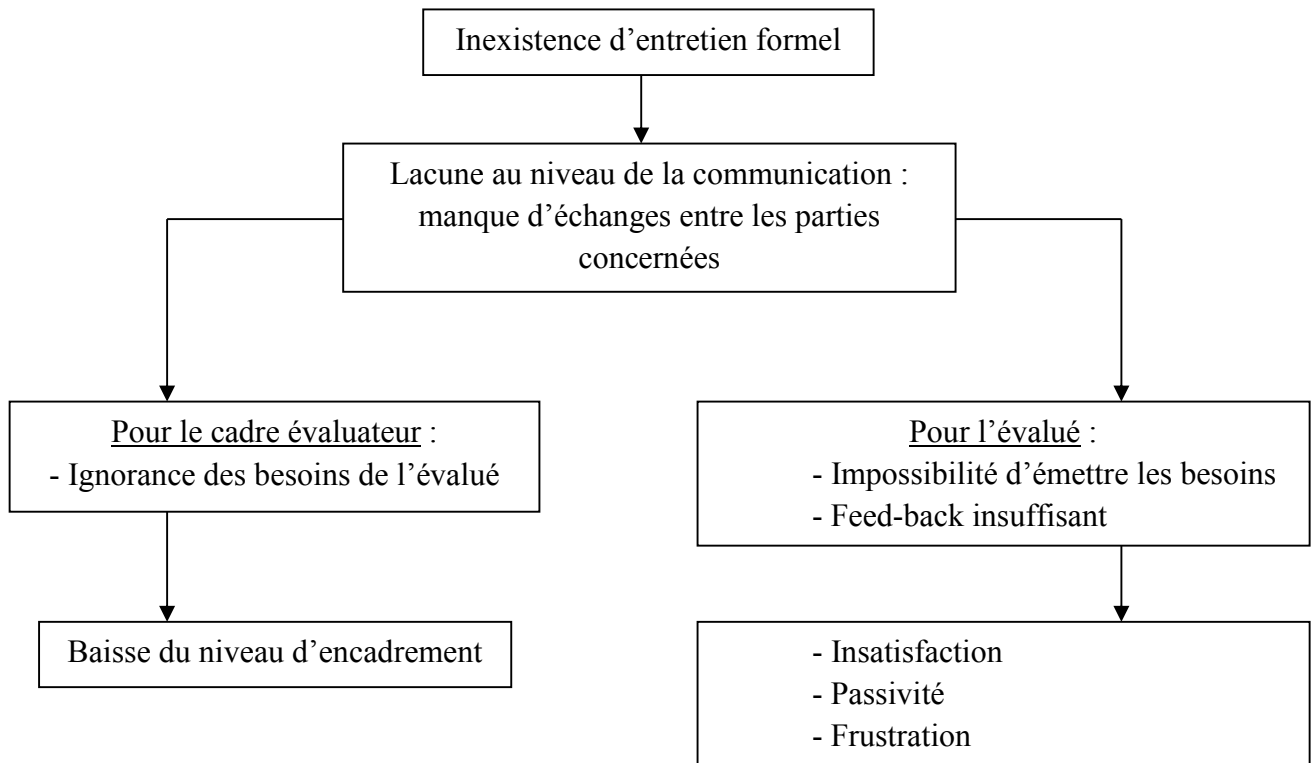 Inexistence d’entretien formel
Lacune au niveau de la communication :
manque d’échanges entre les parties
concernées
Pour le cadre évaluateur :
- Ignorance des besoins de l’évalué
Pour l’évalué :
- Impossibilité d’émettre les besoins
- Feed-back insuffisant
Baisse du niveau d’encadrement
- Insatisfaction
- Passivité
- Frustration